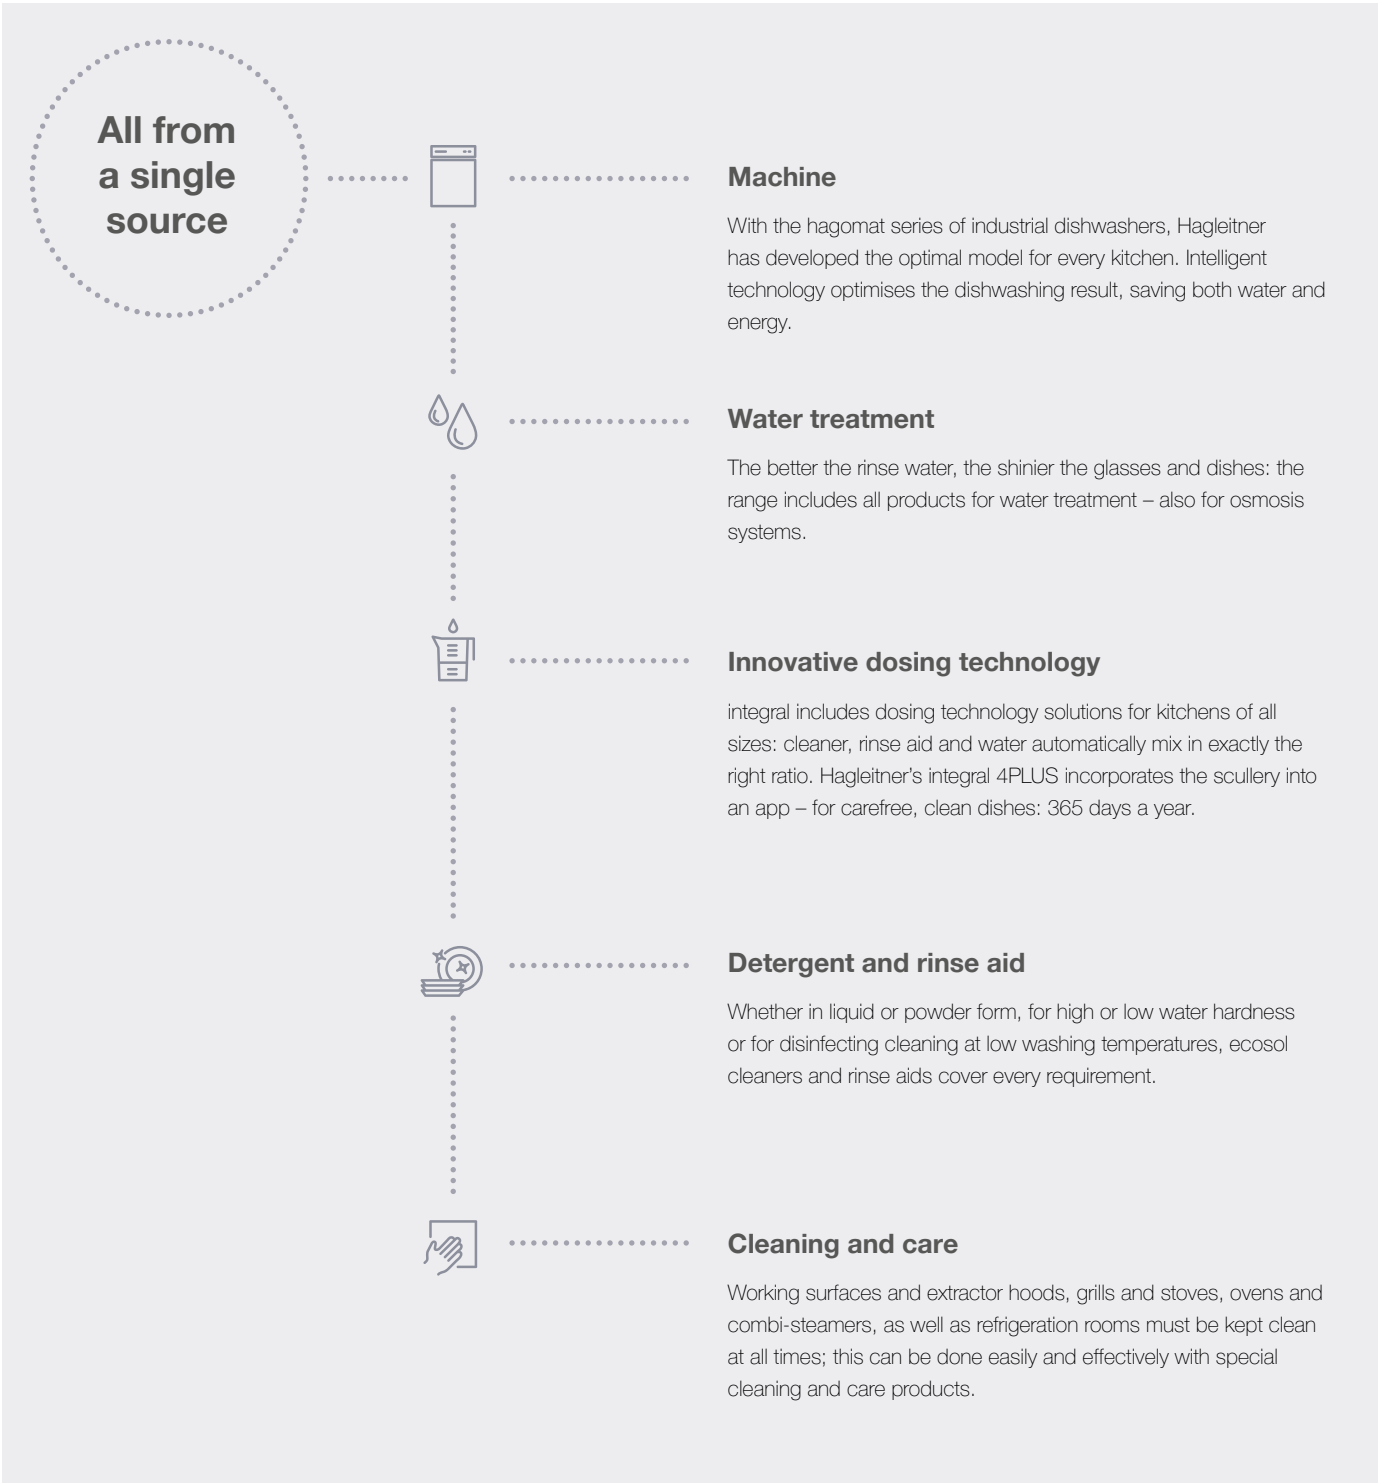 All from
a single
source
Machine
With the hagomat series of industrial dishwashers, Hagleitner
has developed the optimal model for every kitchen. Intelligent
technology optimises the dishwashing result, saving both water and
energy.
Water treatment
The better the rinse water, the shinier the glasses and dishes: the
range includes all products for water treatment – also for osmosis
systems.
Innovative dosing technology
integral includes dosing technology solutions for kitchens of all
sizes: cleaner, rinse aid and water automatically mix in exactly the
right ratio. Hagleitner’s integral 4PLUS incorporates the scullery into
an app – for carefree, clean dishes: 365 days a year.
Detergent and rinse aid
Whether in liquid or powder form, for high or low water hardness
or for disinfecting cleaning at low washing temperatures, ecosol
cleaners and rinse aids cover every requirement.
Cleaning and care
Working surfaces and extractor hoods, grills and stoves, ovens and
combi-steamers, as well as refrigeration rooms must be kept clean
at all times; this can be done easily and effectively with special
cleaning and care products.